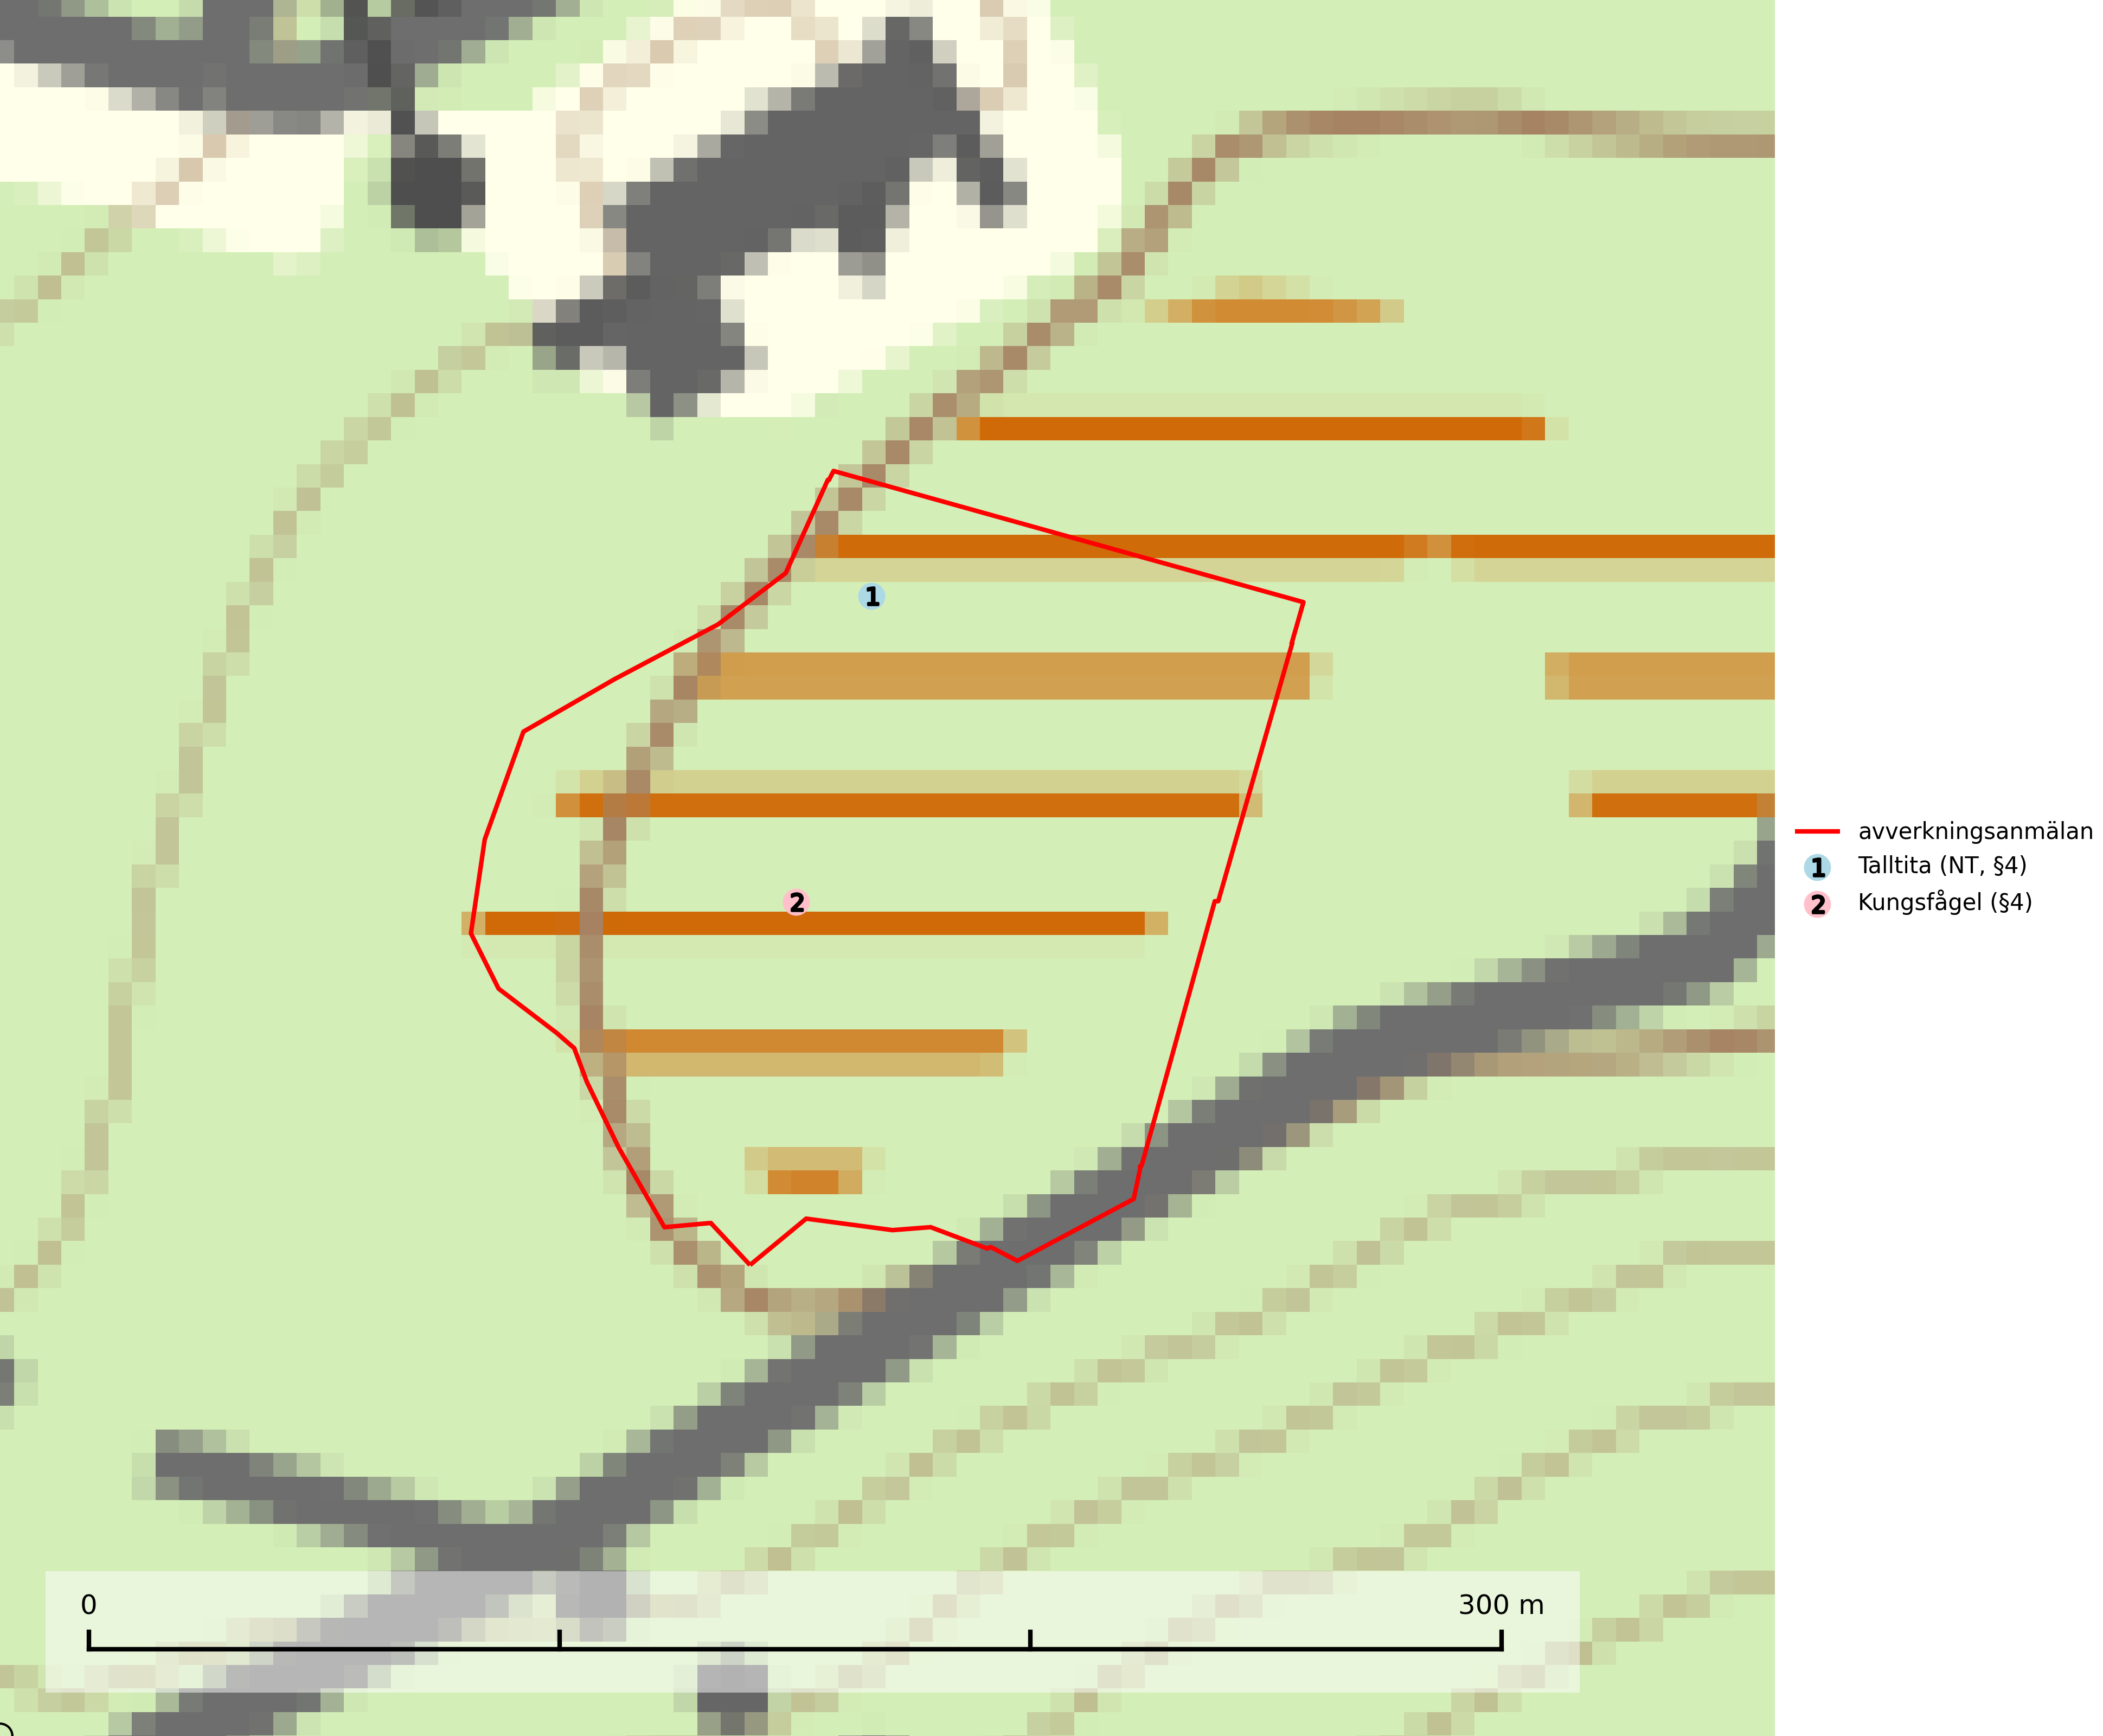 1
2
avverkningsanmälan
1 Talltita (NT, §4)
2 Kungsfågel (§4)
0 300 m